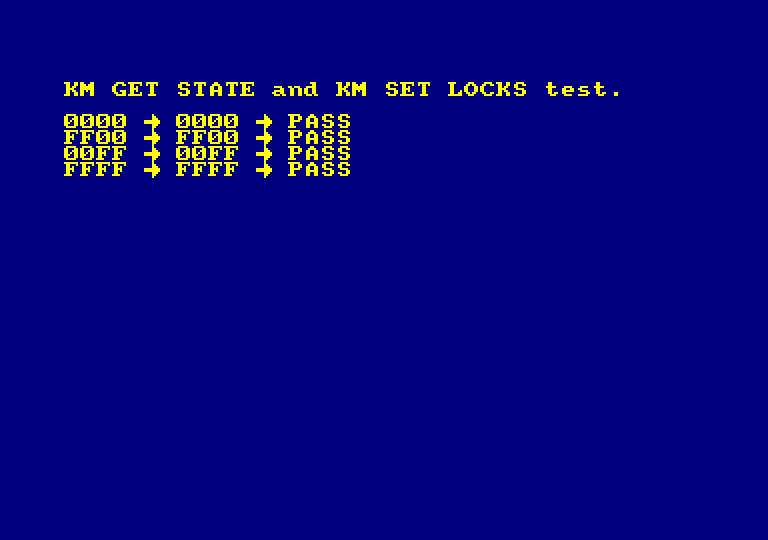 KM GET STATE and KM SET LOCKS test.
0000 → 0000 → PASS
FF00 → FF00 → PASS
00FF → 00FF → PASS
FFFF → FFFF → PASS